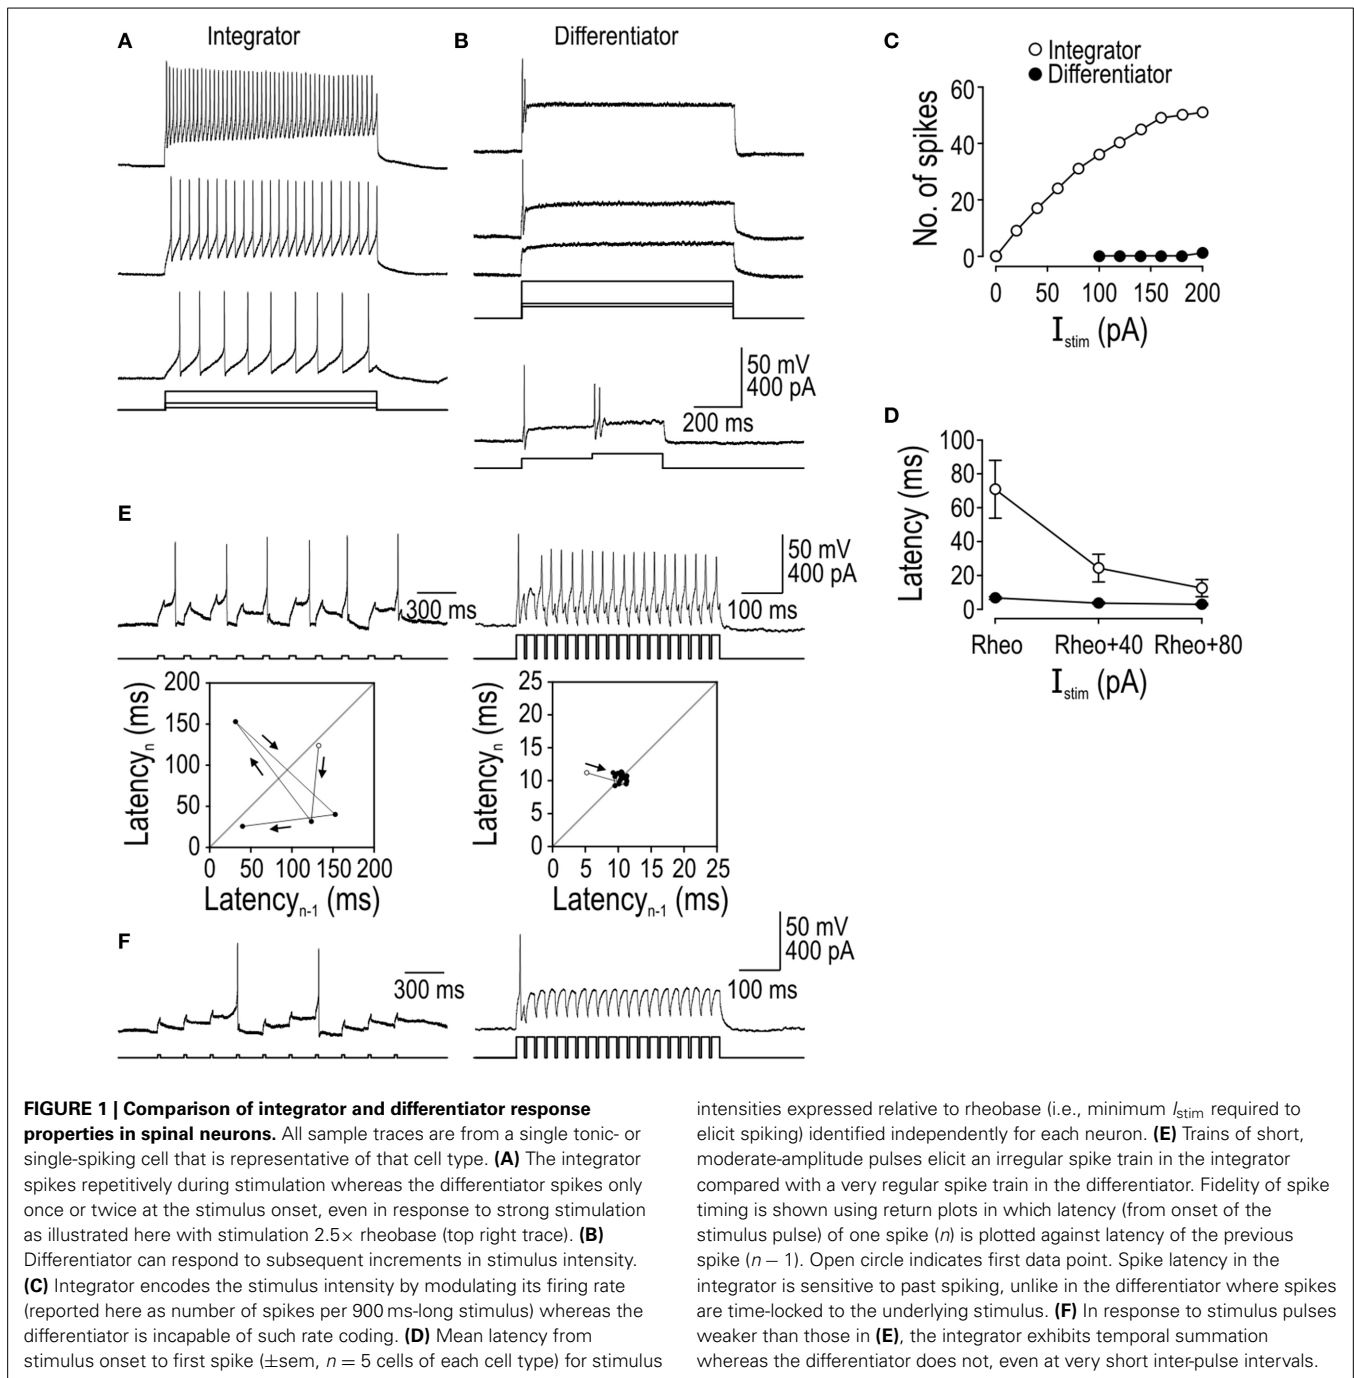 A
Integrator
B
Differentiator
C
Integrator
Differentiator
No. of spikes
60
40
20
0
0 50 100 150 200
Istim (pA)
50 mV
400 pA
200 ms
D
Latency (ms)
100
80
60
40
20
0
Rheo Rheo+40 Rheo+80
Istim (pA)
E
300 ms
50 mV
400 pA
100 ms
Latencyn (ms)
200
150
100
50
0
0 50 100 150 200
Latencyn-1 (ms)
Latencyn (ms)
25
20
15
10
5
0
0 5 10 15 20 25
Latencyn-1 (ms)
F
300 ms
50 mV
400 pA
100 ms
FIGURE 1 | Comparison of integrator and differentiator response
properties in spinal neurons. All sample traces are from a single tonic- or
single-spiking cell that is representative of that cell type. (A) The integrator
spikes repetitively during stimulation whereas the differentiator spikes only
once or twice at the stimulus onset, even in response to strong stimulation
as illustrated here with stimulation 2.5× rheobase (top right trace). (B)
Differentiator can respond to subsequent increments in stimulus intensity.
(C) Integrator encodes the stimulus intensity by modulating its firing rate
(reported here as number of spikes per 900 ms-long stimulus) whereas the
differentiator is incapable of such rate coding. (D) Mean latency from
stimulus onset to first spike (±sem, n = 5 cells of each cell type) for stimulus
intensities expressed relative to rheobase (i.e., minimum Istim required to
elicit spiking) identified independently for each neuron. (E) Trains of short,
moderate-amplitude pulses elicit an irregular spike train in the integrator
compared with a very regular spike train in the differentiator. Fidelity of spike
timing is shown using return plots in which latency (from onset of the
stimulus pulse) of one spike (n) is plotted against latency of the previous
spike (n − 1). Open circle indicates first data point. Spike latency in the
integrator is sensitive to past spiking, unlike in the differentiator where spikes
are time-locked to the underlying stimulus. (F) In response to stimulus pulses
weaker than those in (E), the integrator exhibits temporal summation
whereas the differentiator does not, even at very short inter-pulse intervals.